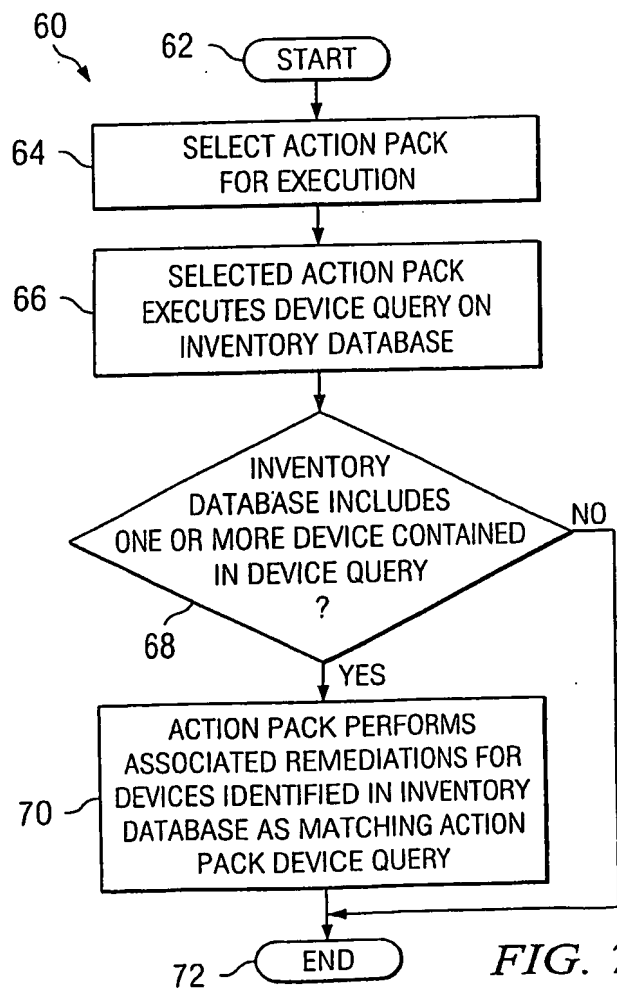 60
62
START
64
SELECT ACTION PACK
FOR EXECUTION
66
SELECTED ACTION PACK
EXECUTES DEVICE QUERY ON
INVENTORY DATABASE
INVENTORY
DATABASE INCLUDES
ONE OR MORE DEVICE CONTAINED
IN DEVICE QUERY
?
NO
68
YES
70
ACTION PACK PERFORMS
ASSOCIATED REMEDIATIONS FOR
DEVICES IDENTIFIED IN INVENTORY
DATABASE AS MATCHING ACTION
PACK DEVICE QUERY
72
END
FIG.